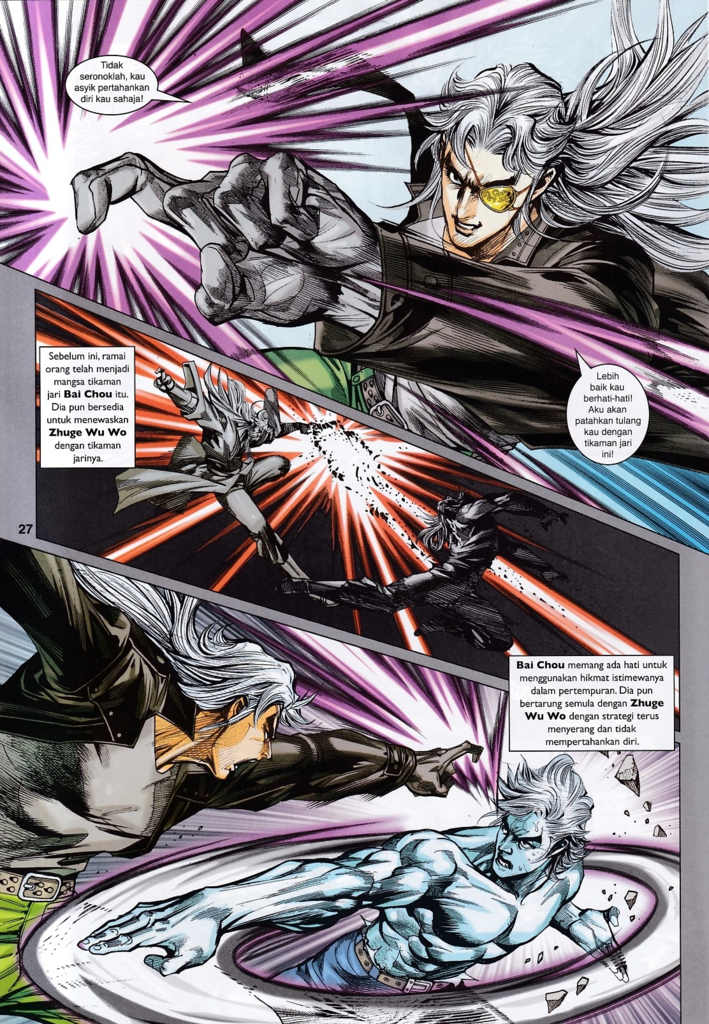 Tidak
seronoklah, kau
asyik pertahankan
diri kau sahaja!
Sebelum ini, ramai
orang telah menjadi
mangsa tikaman
jari Bai Chou itu.
Dia pun bersedia
untuk menewaskan
Zhuge Wu Wo
dengan tikaman
jarinya.
Lebih
baik kau
berhati-hati!
Aku akan
patahkan tulang
kau dengan
tikaman jari
ini!
27
Bai Chou memang ada hati untuk
menggunakan hikmat istimewanya
dalam pertempuran. Dia pun
bertarung semula dengan Zhuge
Wu Wo dengan strategi terus
menyerang dan tidak
mempertahankan diri.